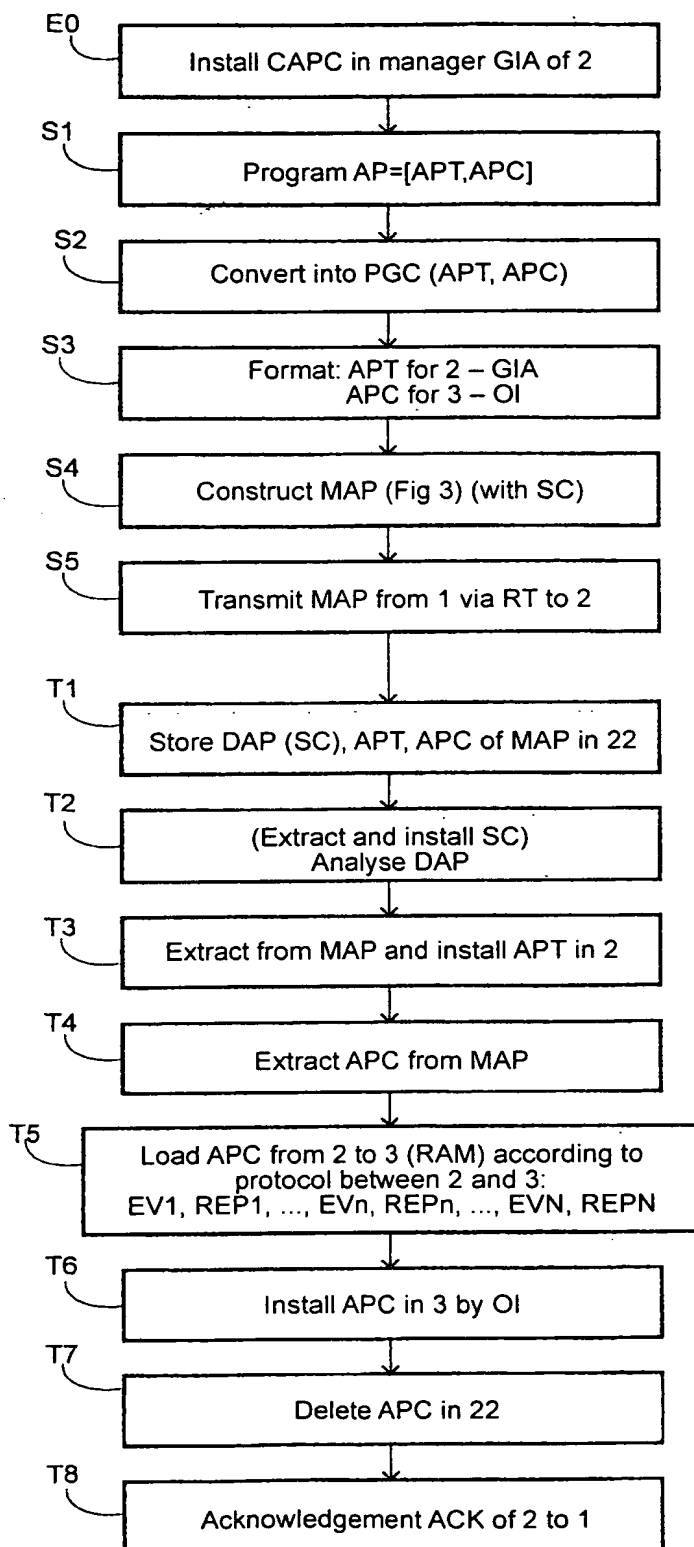 E0
Install CAPC in manager GIA of 2
S1
Program AP=[APT,APC]
S2
Convert into PGC (APT, APC)
S3
Format: APT for 2 – GIA
APC for 3 – OI
S4
Construct MAP (Fig 3) (with SC)
S5
Transmit MAP from 1 via RT to 2
T1
Store DAP (SC), APT, APC of MAP in 22
T2
(Extract and install SC)
Analyse DAP
T3
Extract from MAP and install APT in 2
T4
Extract APC from MAP
T5
Load APC from 2 to 3 (RAM) according to
protocol between 2 and 3:
EV1, REP1, ..., EVn, REPn, ..., EVN, REPN
T6
Install APC in 3 by OI
T7
Delete APC in 22
T8
Acknowledgement ACK of 2 to 1